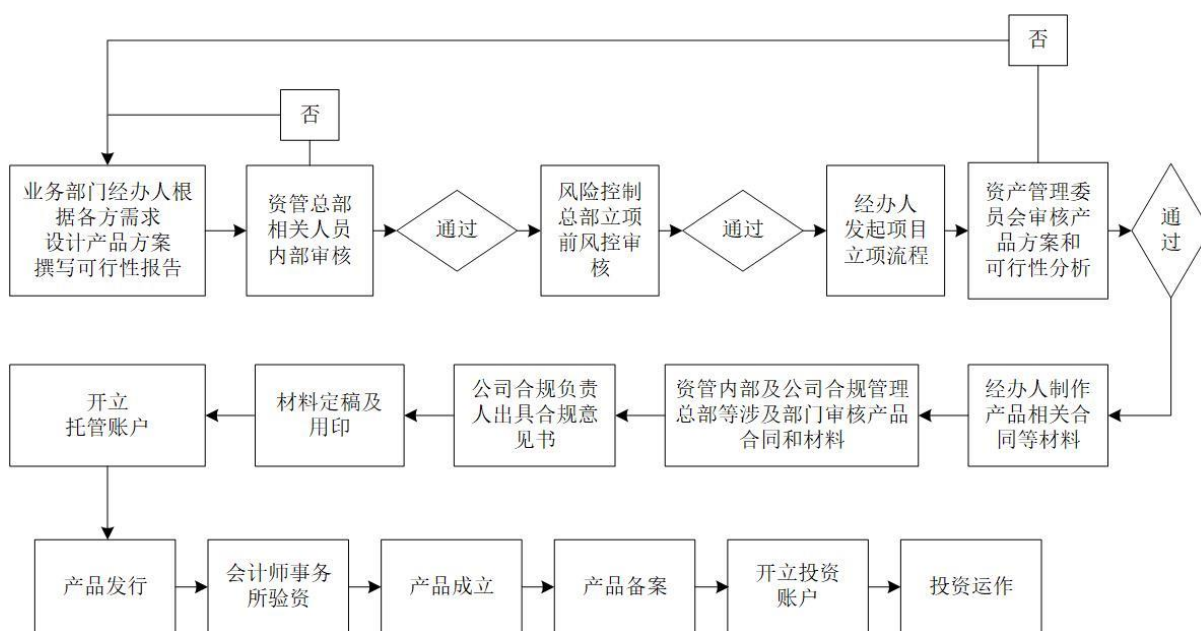 否
否
业务部门经办人根
据各方需求
设计产品方案
撰写可行性报告
资管总部
相关人员
内部审核
通过
风险控制
总部立项
前风控审
核
通过
经办人
发起项目
立项流程
资产管理委
员会审核产
品方案和
可行性分析
通
过
开立
托管账户
材料定稿及
用印
公司合规负责
人出具合规意
见书
资管内部及公司合规管理
总部等涉及部门审核产品
合同和材料
经办人制作
产品相关合
同等材料
产品发行
会计师事务
所验资
产品成立
产品备案
开立投资
账户
投资运作